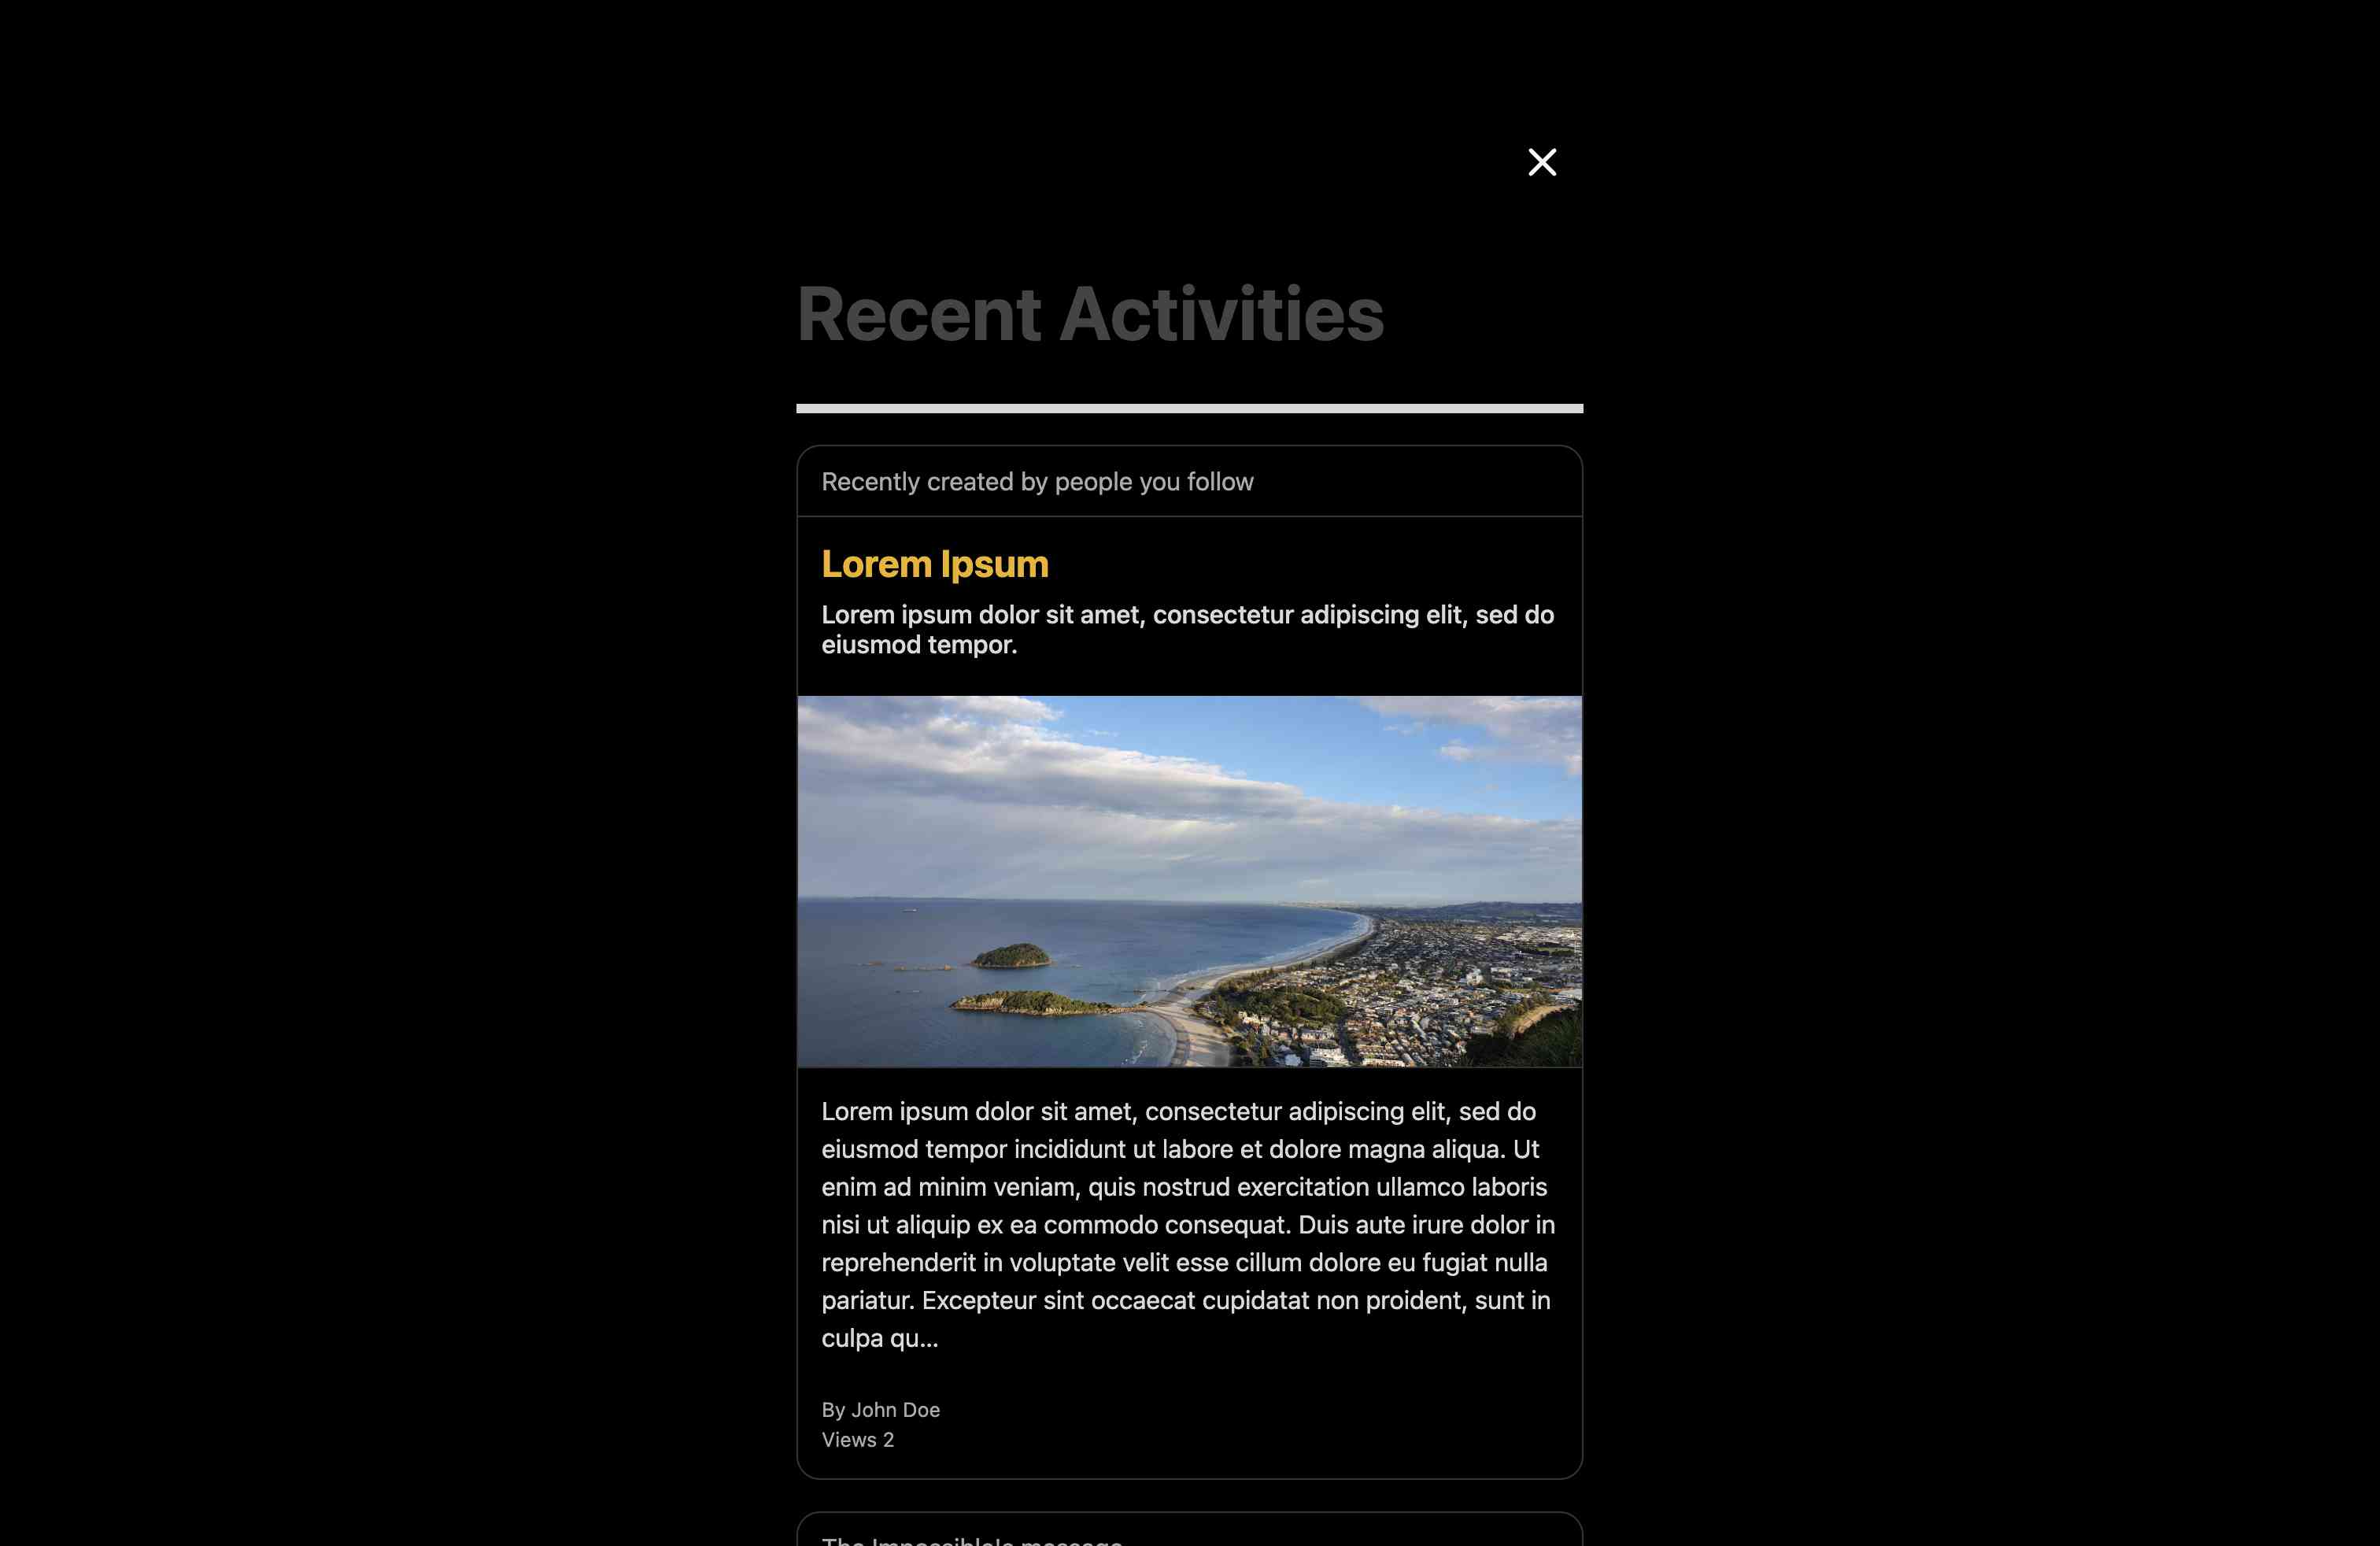 Recent Activities
Recently created by people you follow
Lorem Ipsum
Lorem ipsum dolor sit amet, consectetur adipiscing elit, sed do
eiusmod tempor.
Lorem ipsum dolor sit amet, consectetur adipiscing elit, sed do
eiusmod tempor incididunt ut labore et dolore magna aliqua. Ut
enim ad minim veniam, quis nostrud exercitation ullamco laboris
nisi ut aliquip ex ea commodo consequat. Duis aute irure dolor in
reprehenderit in voluptate velit esse cillum dolore eu fugiat nulla
pariatur. Excepteur sint occaecat cupidatat non proident, sunt in
culpa qu...
By John Doe
Views 2
The Impossible's message